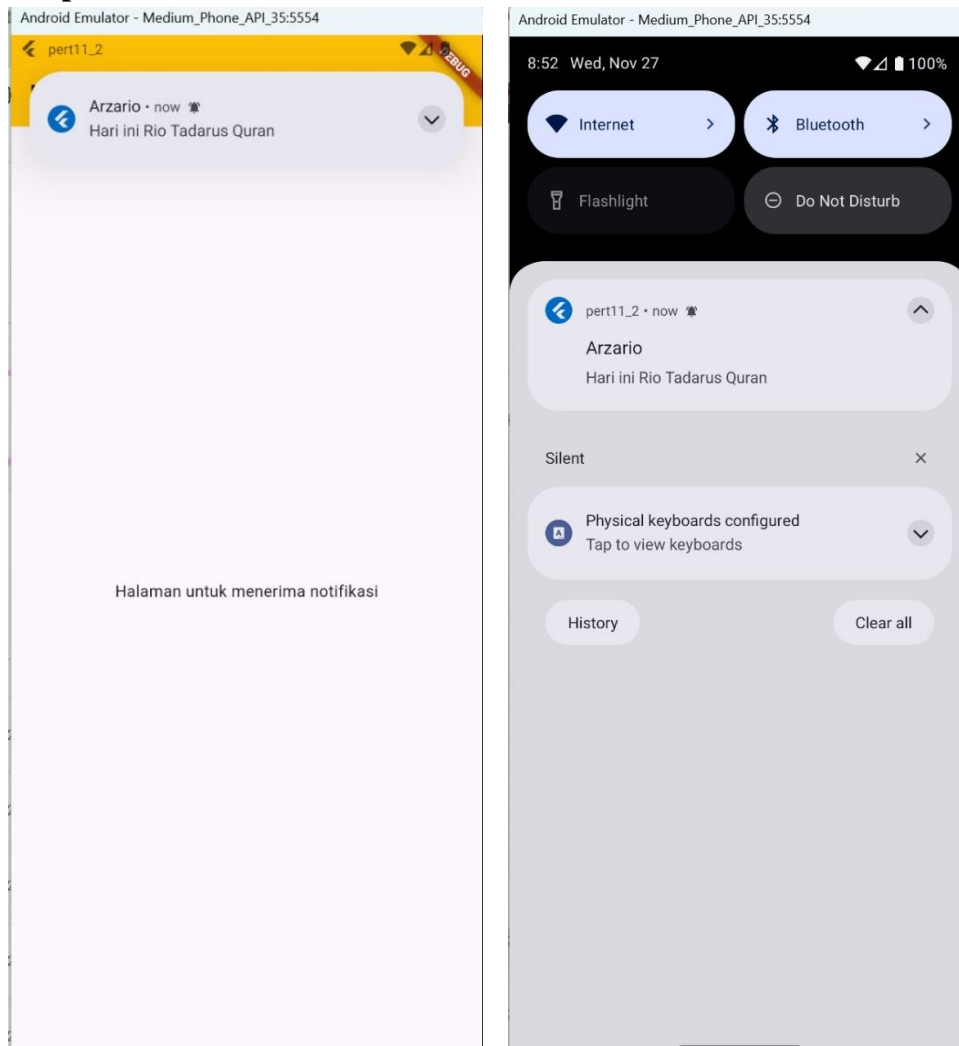 Android Emulator - Medium_Phone_API_35:5554
pert11_2
DEBUG
Arzario • now
Hari ini Rio Tadarus Quran
Halaman untuk menerima notifikasi
Android Emulator - Medium_Phone_API_35:5554
8:52 Wed, Nov 27
100%
Internet
Bluetooth
Flashlight
Do Not Disturb
pert11_2 • now
Arzario
Hari ini Rio Tadarus Quran
Silent
Physical keyboards configured
Tap to view keyboards
History
Clear all